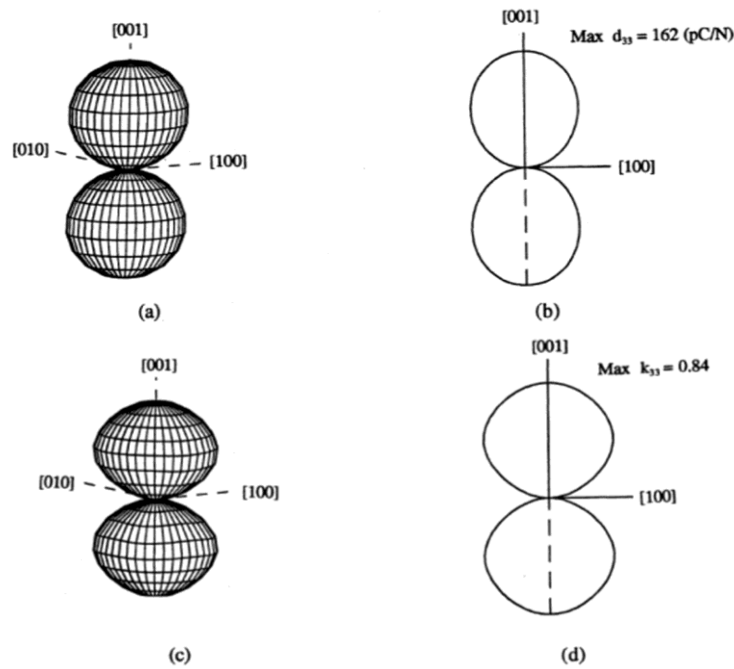 [001]
[010]
[100]
(a)
[001]
Max d₃₃ = 162 (pC/N)
[100]
(b)
[001]
[010]
[100]
(c)
[001]
Max k₃₃ = 0.84
[100]
(d)